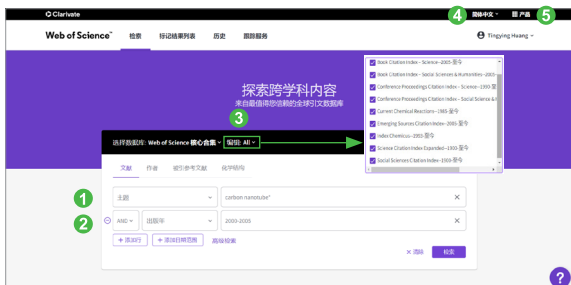 Clarivate
4 简体中文 产品 5
Web of Science™ 检索 标记结果列表 历史 跟踪服务 Tingying Huang
探索跨学科内容
来自最值得您信赖的全球引文数据库
3
选择数据库: Web of Science 核心合集 编辑: All
Book Citation Index - Science--2005-至今
Book Citation Index - Social Sciences & Humanities--2005-
Conference Proceedings Citation Index - Science--1990-至
Conference Proceedings Citation Index - Social Science &
Current Chemical Reactions--1985-至今
Emerging Sources Citation Index--2005-至今
Index Chemicus--1993-至今
Science Citation Index Expanded--1900-至今
Social Sciences Citation Index--1900-至今
文献 作者 被引参考文献 化学结构
1 主题 carbon nanotube* ×
2 AND 出版年 2000-2005 ×
+ 添加行 + 添加日期范围 高级检索
× 清除 检索
?